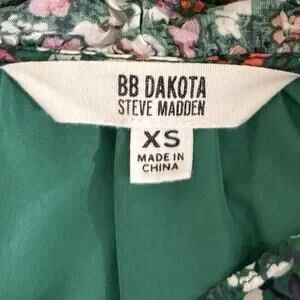 BB DAKOTA
STEVE MADDEN
XS
MADE IN
CHINA